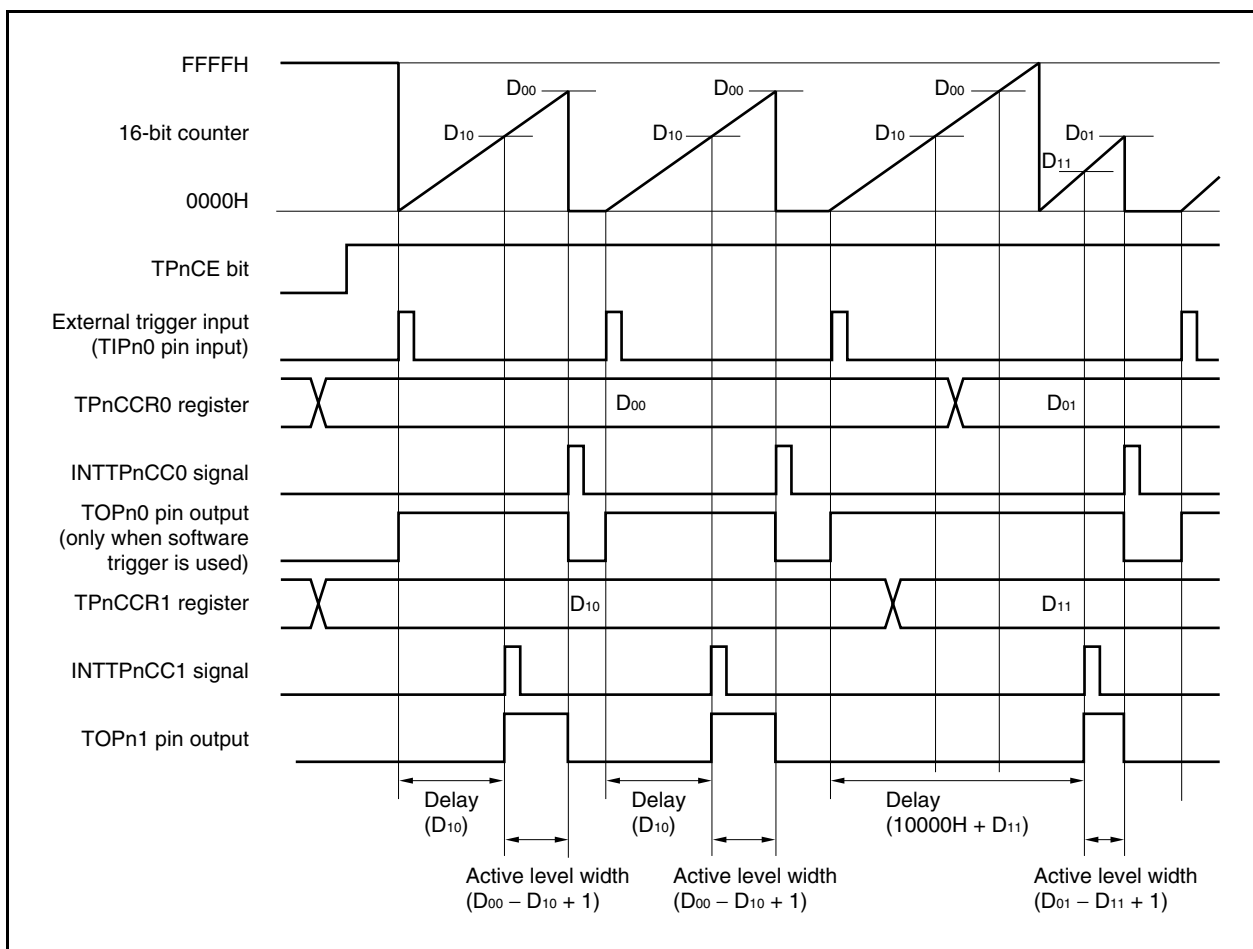 FFFFH
D00
D00
D00
16-bit counter
D10
D10
D10
D01
D11
0000H
TPnCE bit
External trigger input
(TIPn0 pin input)
TPnCCR0 register
D00
D01
INTTPnCC0 signal
TOPn0 pin output
(only when software
trigger is used)
TPnCCR1 register
D10
D11
INTTPnCC1 signal
TOPn1 pin output
Delay
(D10)
Delay
(D10)
Delay
(10000H + D11)
Active level width
(D00 − D10 + 1)
Active level width
(D00 − D10 + 1)
Active level width
(D01 − D11 + 1)